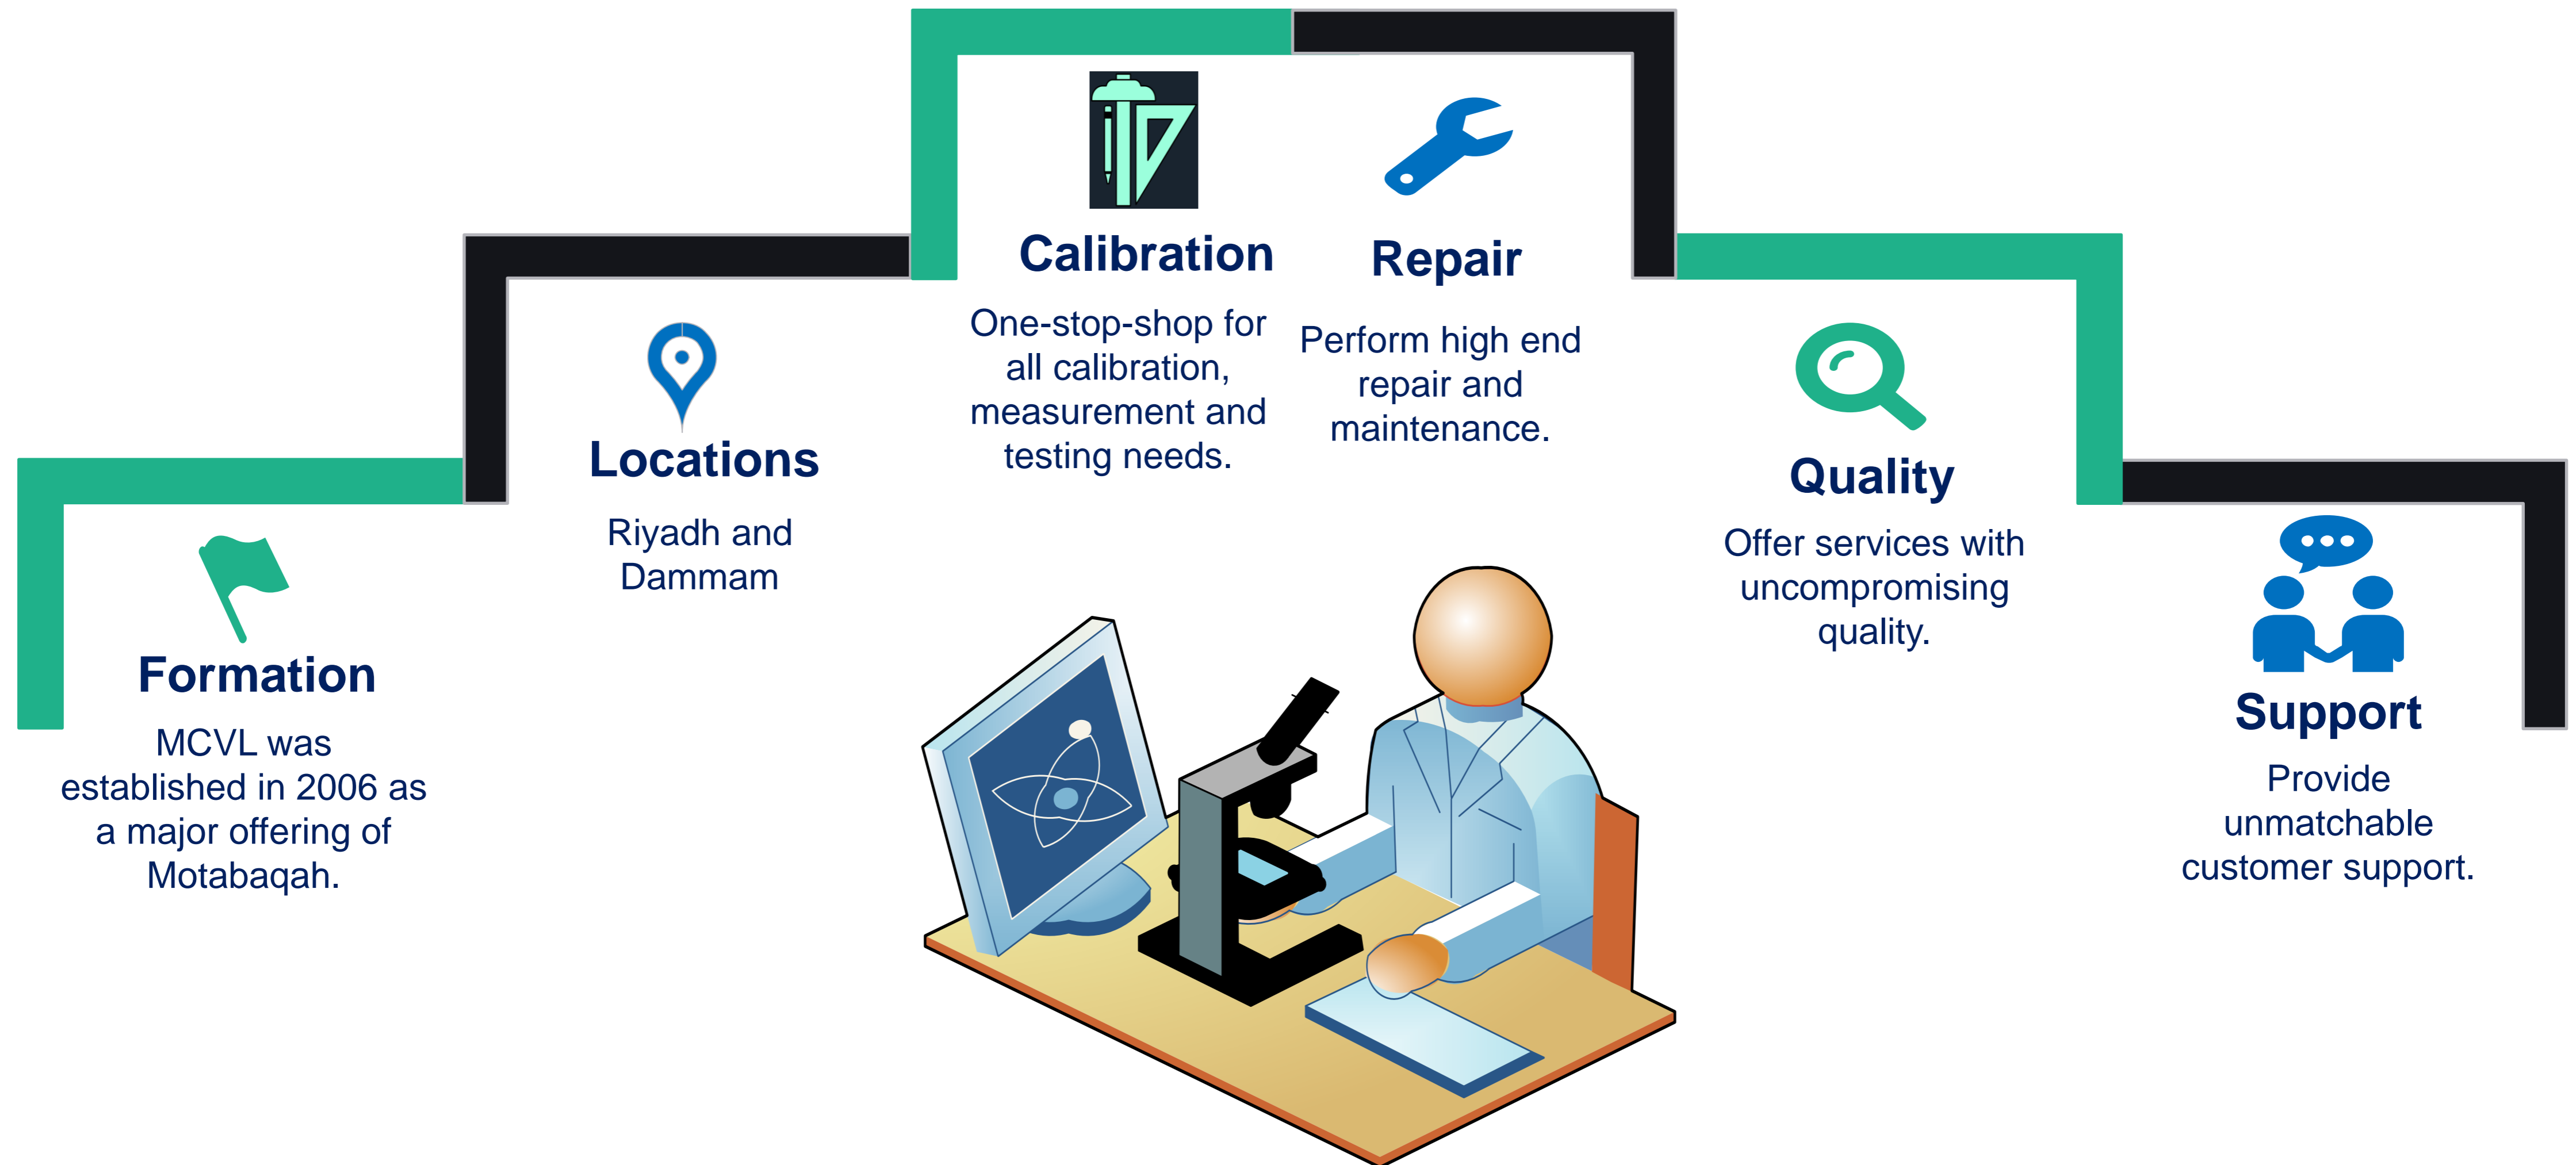 Formation
MCVL was
established in 2006 as
a major offering of
Motabaqah.
Locations
Riyadh and
Dammam
Calibration
One-stop-shop for
all calibration,
measurement and
testing needs.
Repair
Perform high end
repair and
maintenance.
Quality
Offer services with
uncompromising
quality.
Support
Provide
unmatchable
customer support.